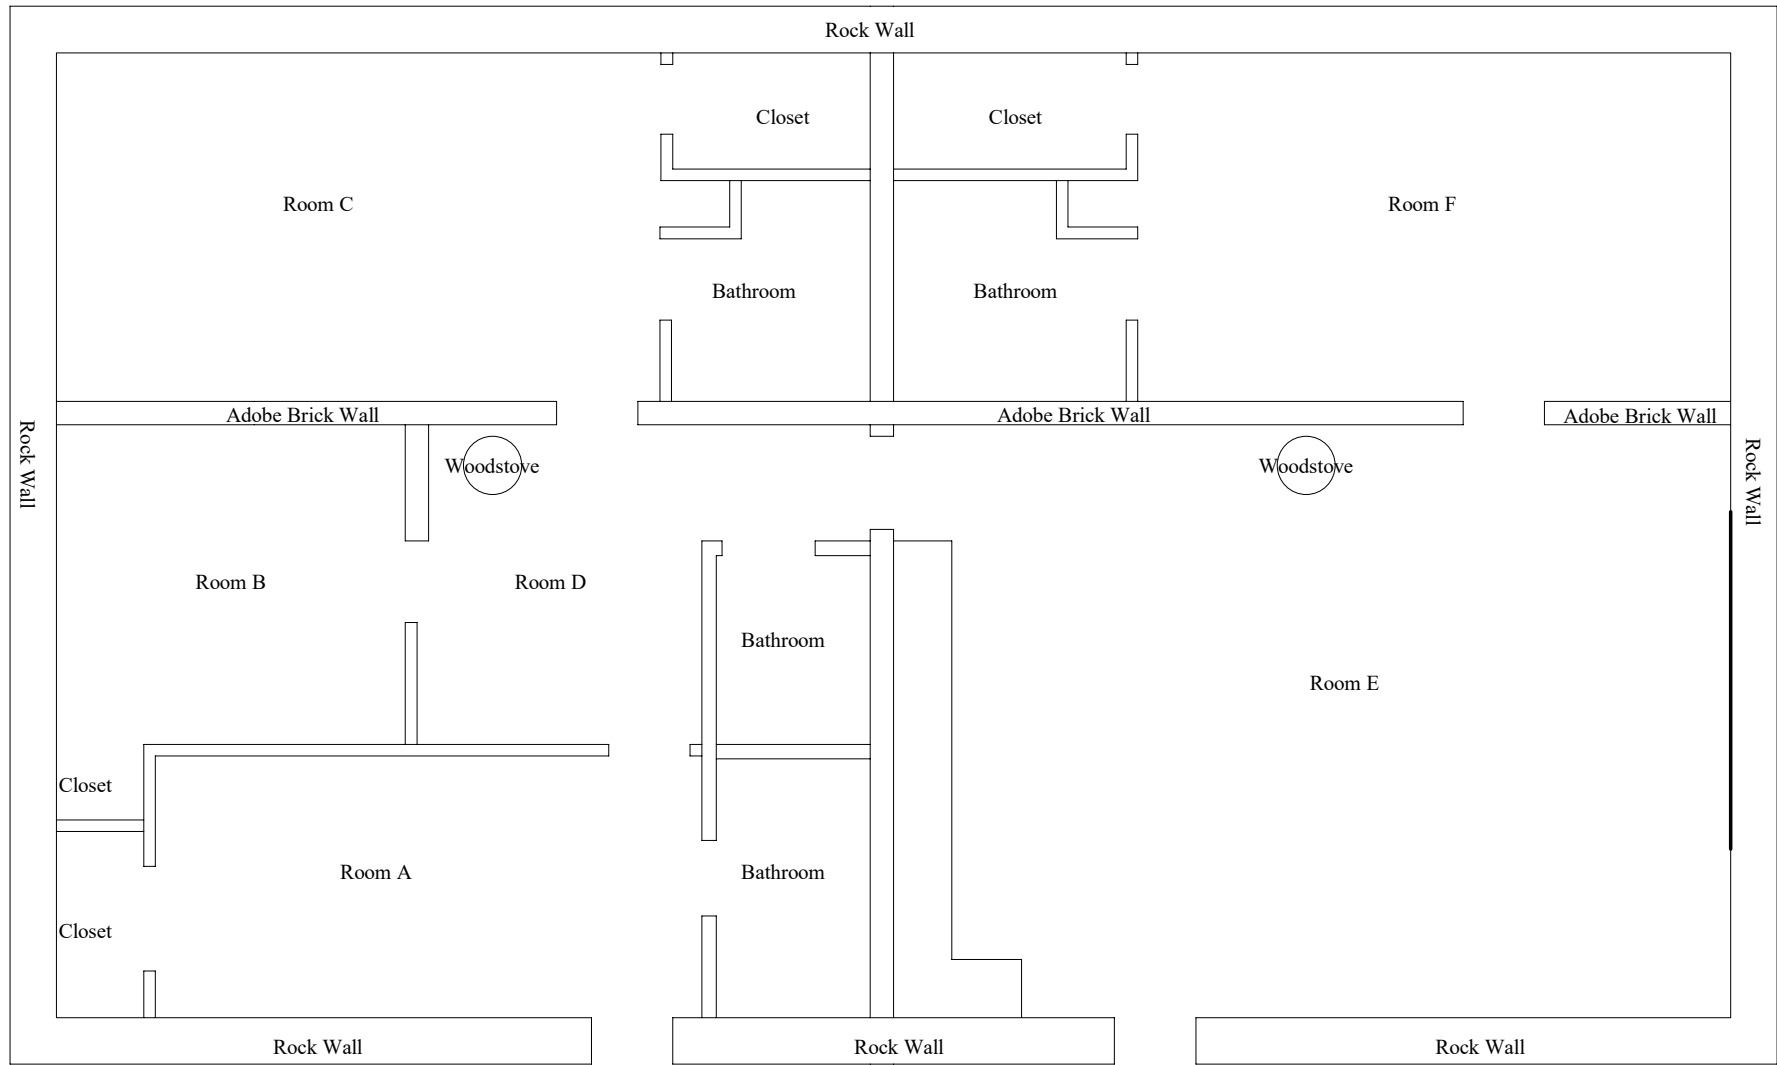 Rock Wall
Closet
Closet
Room C
Room F
Bathroom
Bathroom
Adobe Brick Wall
Adobe Brick Wall
Adobe Brick Wall
Rock Wall
Woodstove
Woodstove
Rock Wall
Room B
Room D
Bathroom
Room E
Closet
Room A
Bathroom
Closet
Rock Wall
Rock Wall
Rock Wall